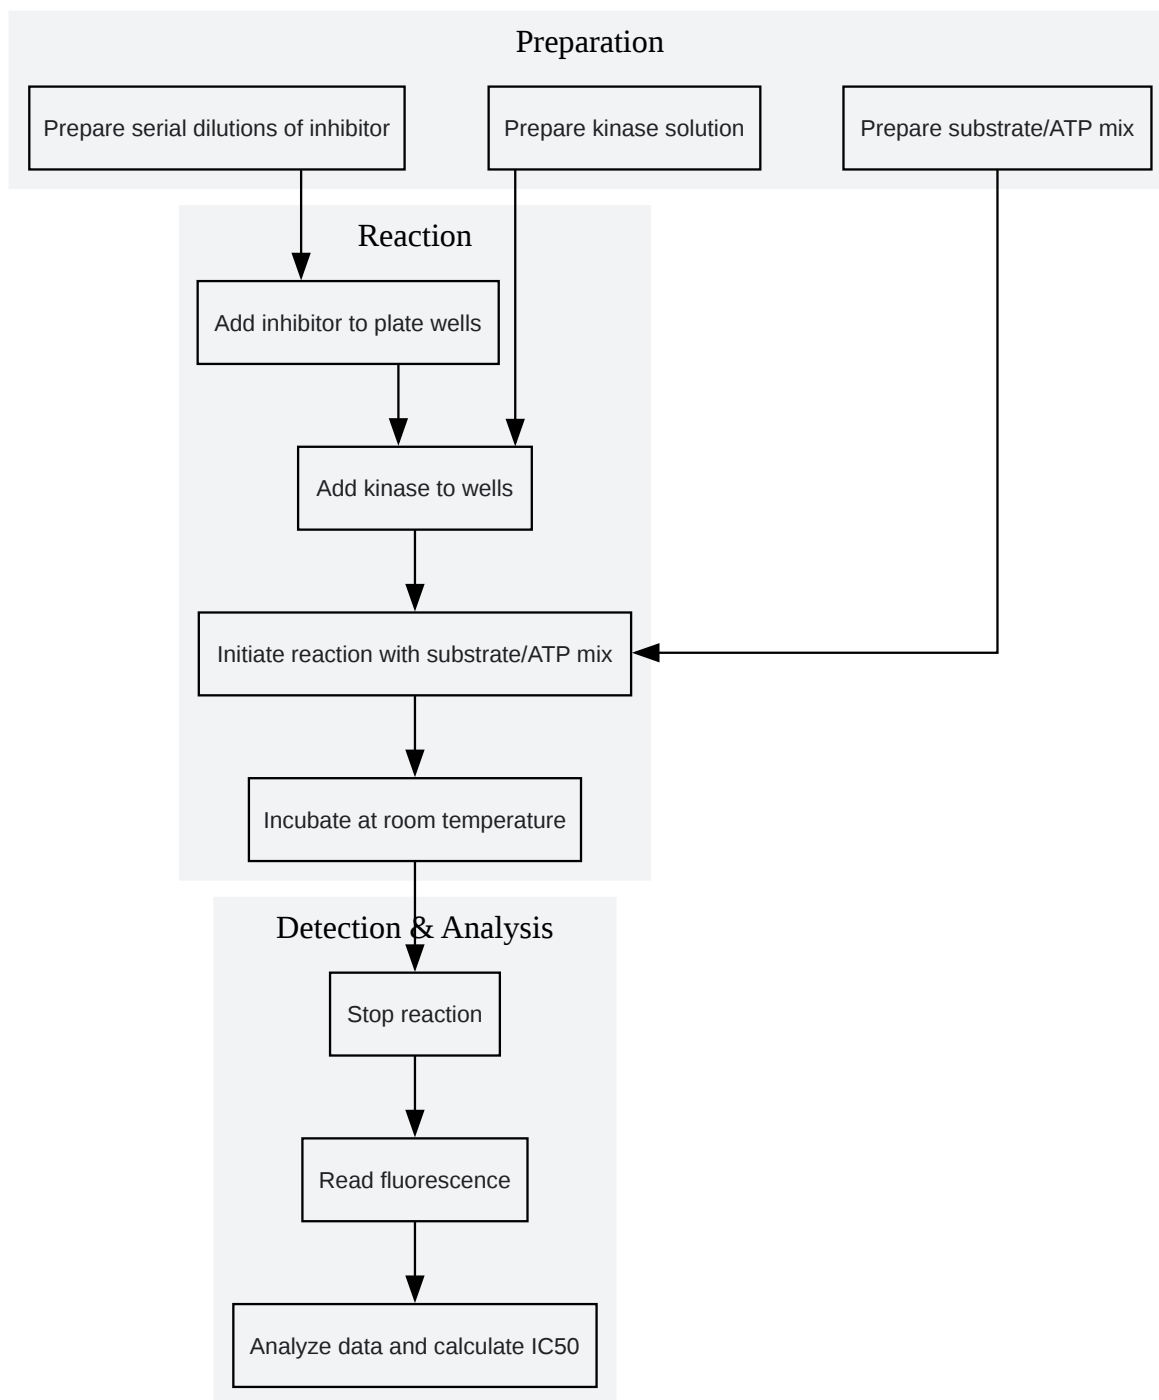 Preparation
Prepare serial dilutions of inhibitor
Prepare kinase solution
Prepare substrate/ATP mix
Reaction
Add inhibitor to plate wells
Add kinase to wells
Initiate reaction with substrate/ATP mix
Incubate at room temperature
Detection & Analysis
Stop reaction
Read fluorescence
Analyze data and calculate IC50